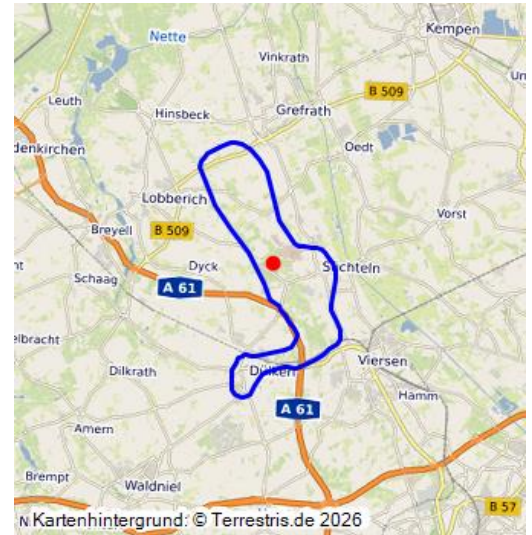 Kempen
Nette
Vinkrath
B 509
Leuth
Hinsbeck
Grefrath
Oedt
denkirchen
Lobberich
Vorst
Breyell
B 509
Dyck
Süchteln
Schaag
A 61
elbracht
Dilkrath
Dülken
Viersen
Hamm
A 61
Amern
Brempt
Waldniel
B 57
Kartenhintergrund: © Terrestris.de 2026